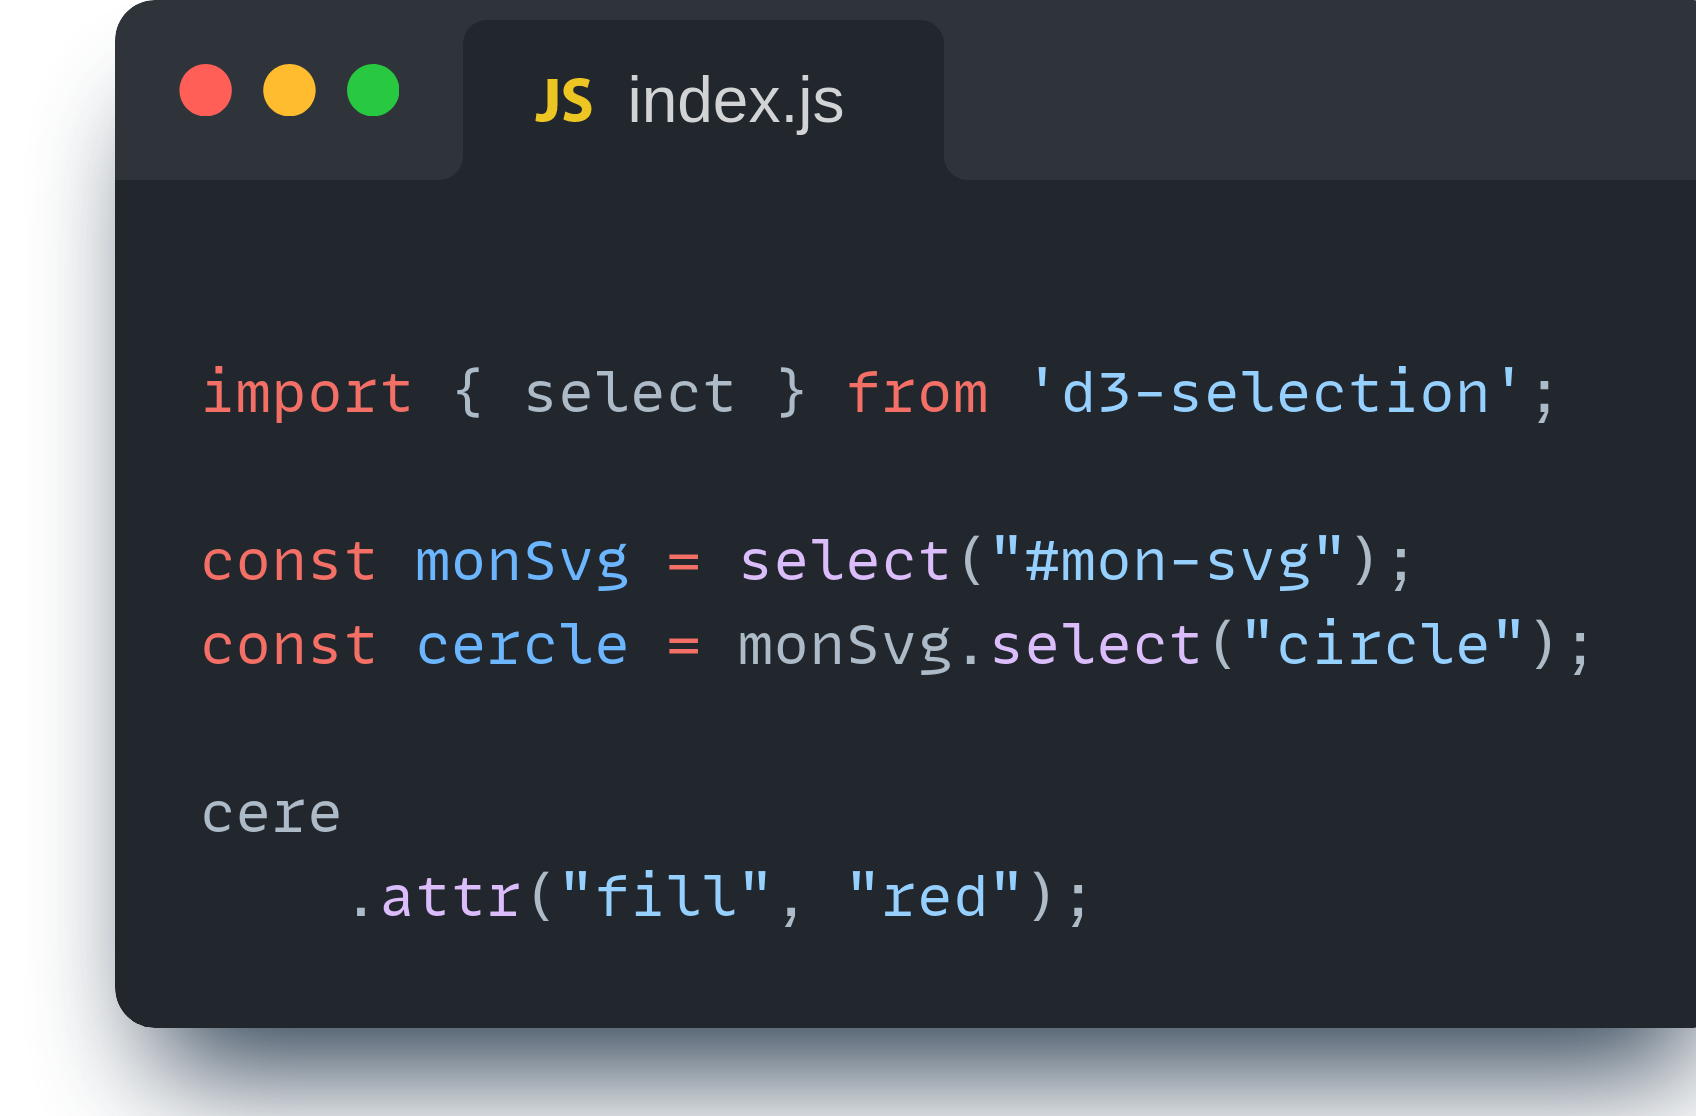 JS index.js
import { select } from 'd3-selection';
const monSvg = select("#mon-svg");
const cercle = monSvg.select("circle");
cere
    .attr("fill", "red");